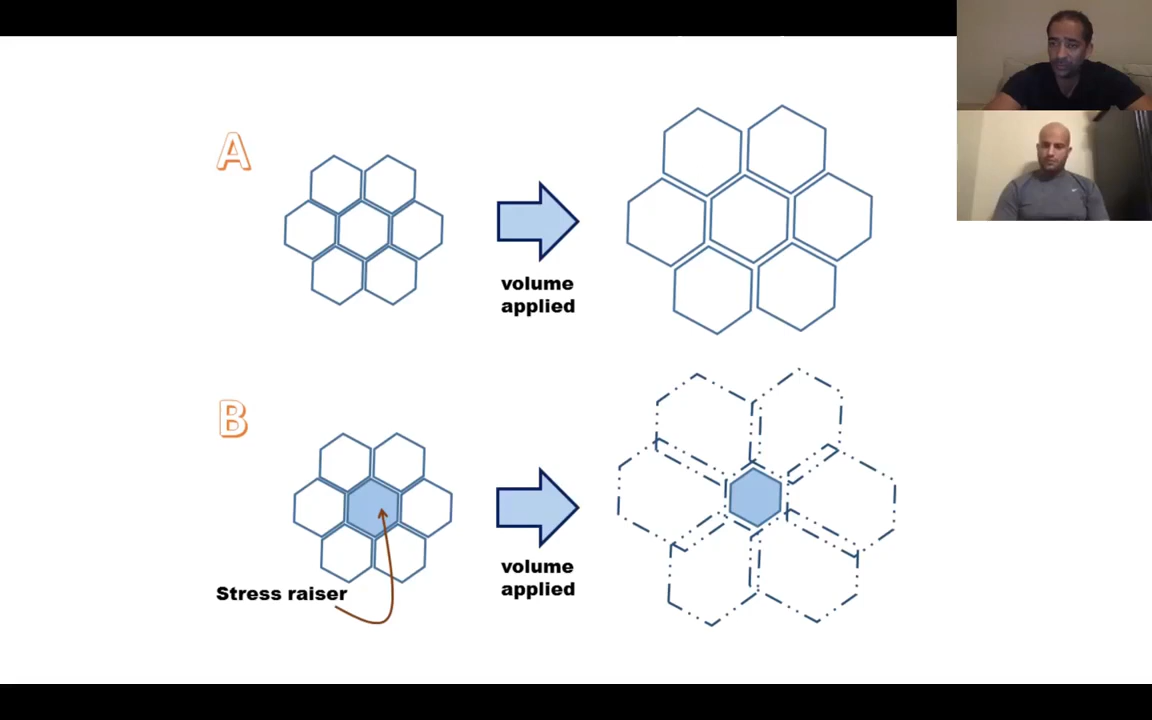 A
volume
applied
B
volume
applied
Stress raiser